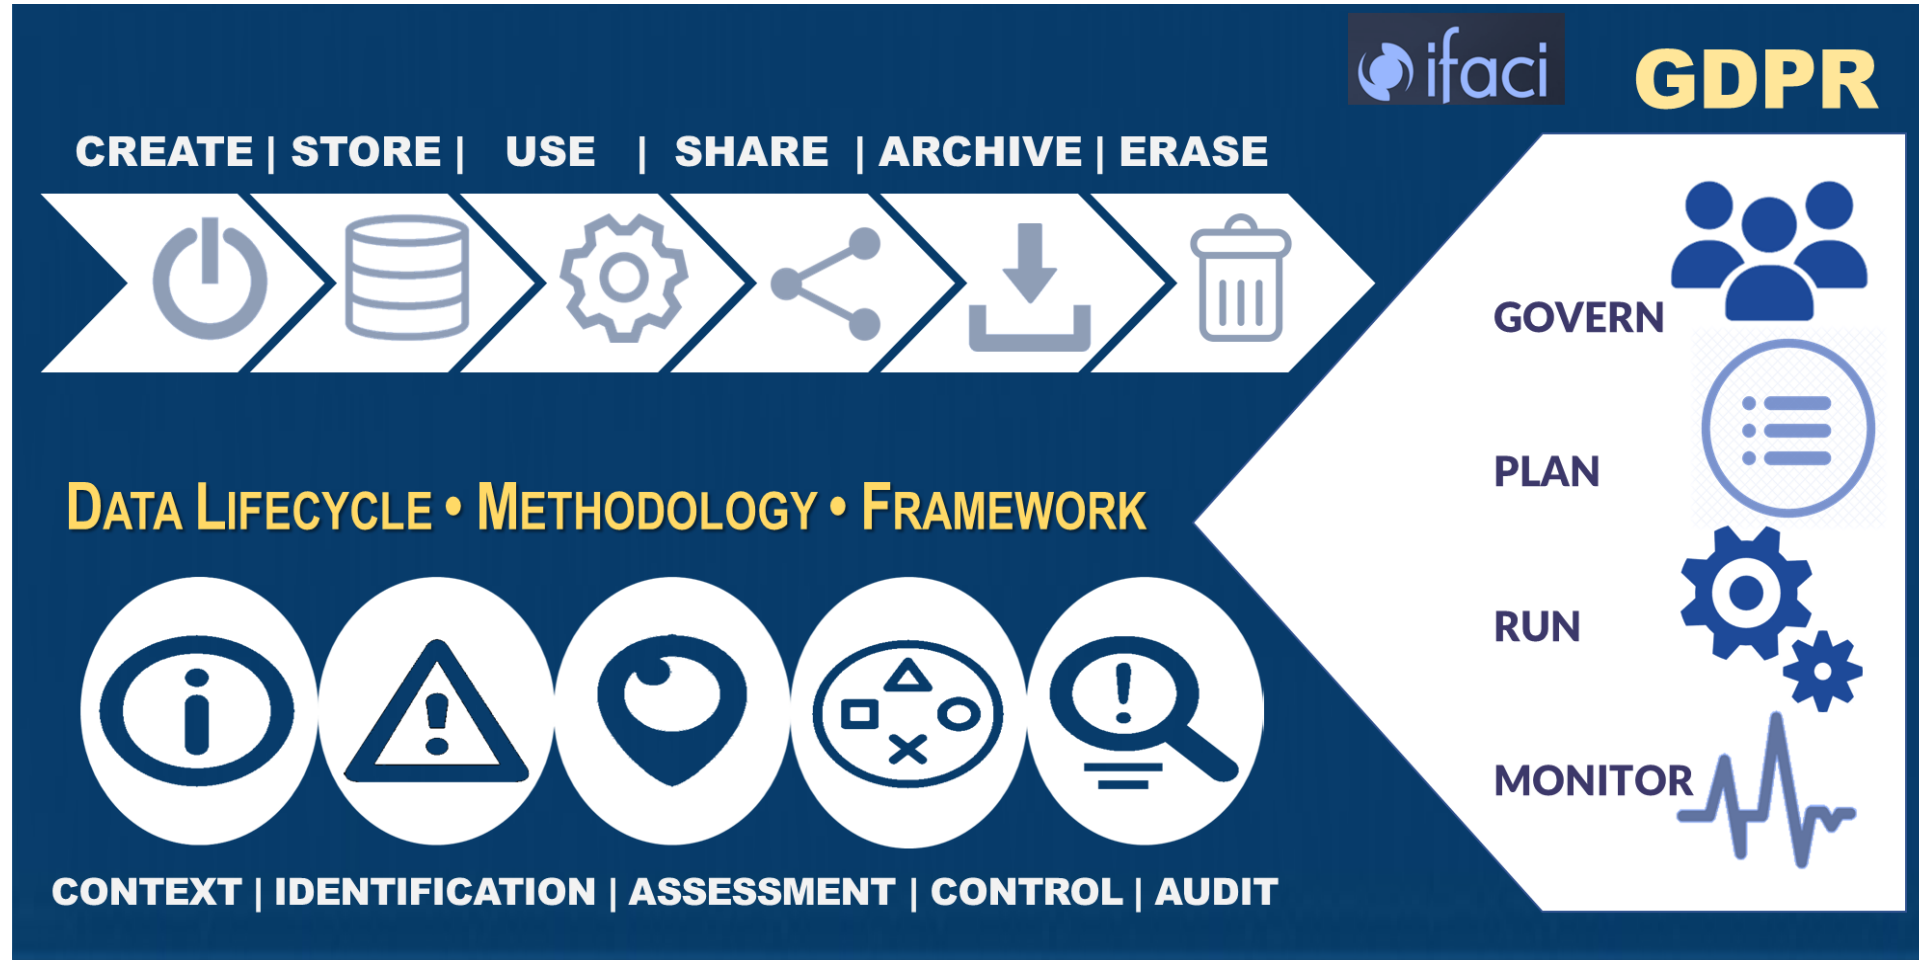 ifaci
GDPR
CREATE | STORE | USE | SHARE | ARCHIVE | ERASE
GOVERN
PLAN
DATA LIFECYCLE • METHODOLOGY • FRAMEWORK
RUN
MONITOR
CONTEXT | IDENTIFICATION | ASSESSMENT | CONTROL | AUDIT